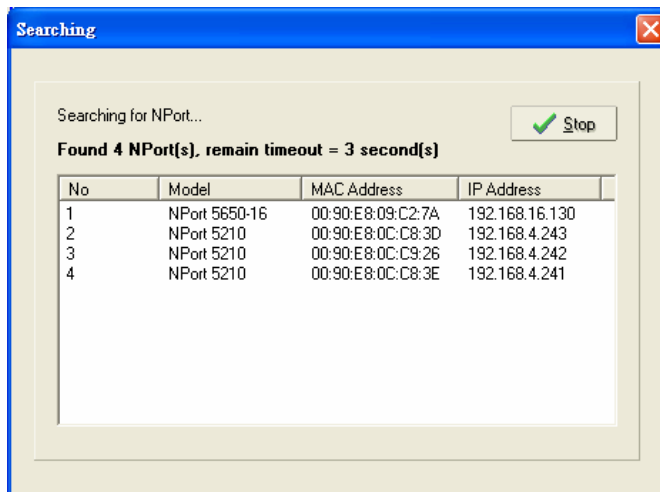 Searching
Searching for NPort...
Stop
Found 4 NPort(s), remain timeout = 3 second(s)
No Model MAC Address IP Address
1 NPort 5650-16 00:90:E8:09:C2:7A 192.168.16.130
2 NPort 5210 00:90:E8:0C:C8:3D 192.168.4.243
3 NPort 5210 00:90:E8:0C:C9:26 192.168.4.242
4 NPort 5210 00:90:E8:0C:C8:3E 192.168.4.241